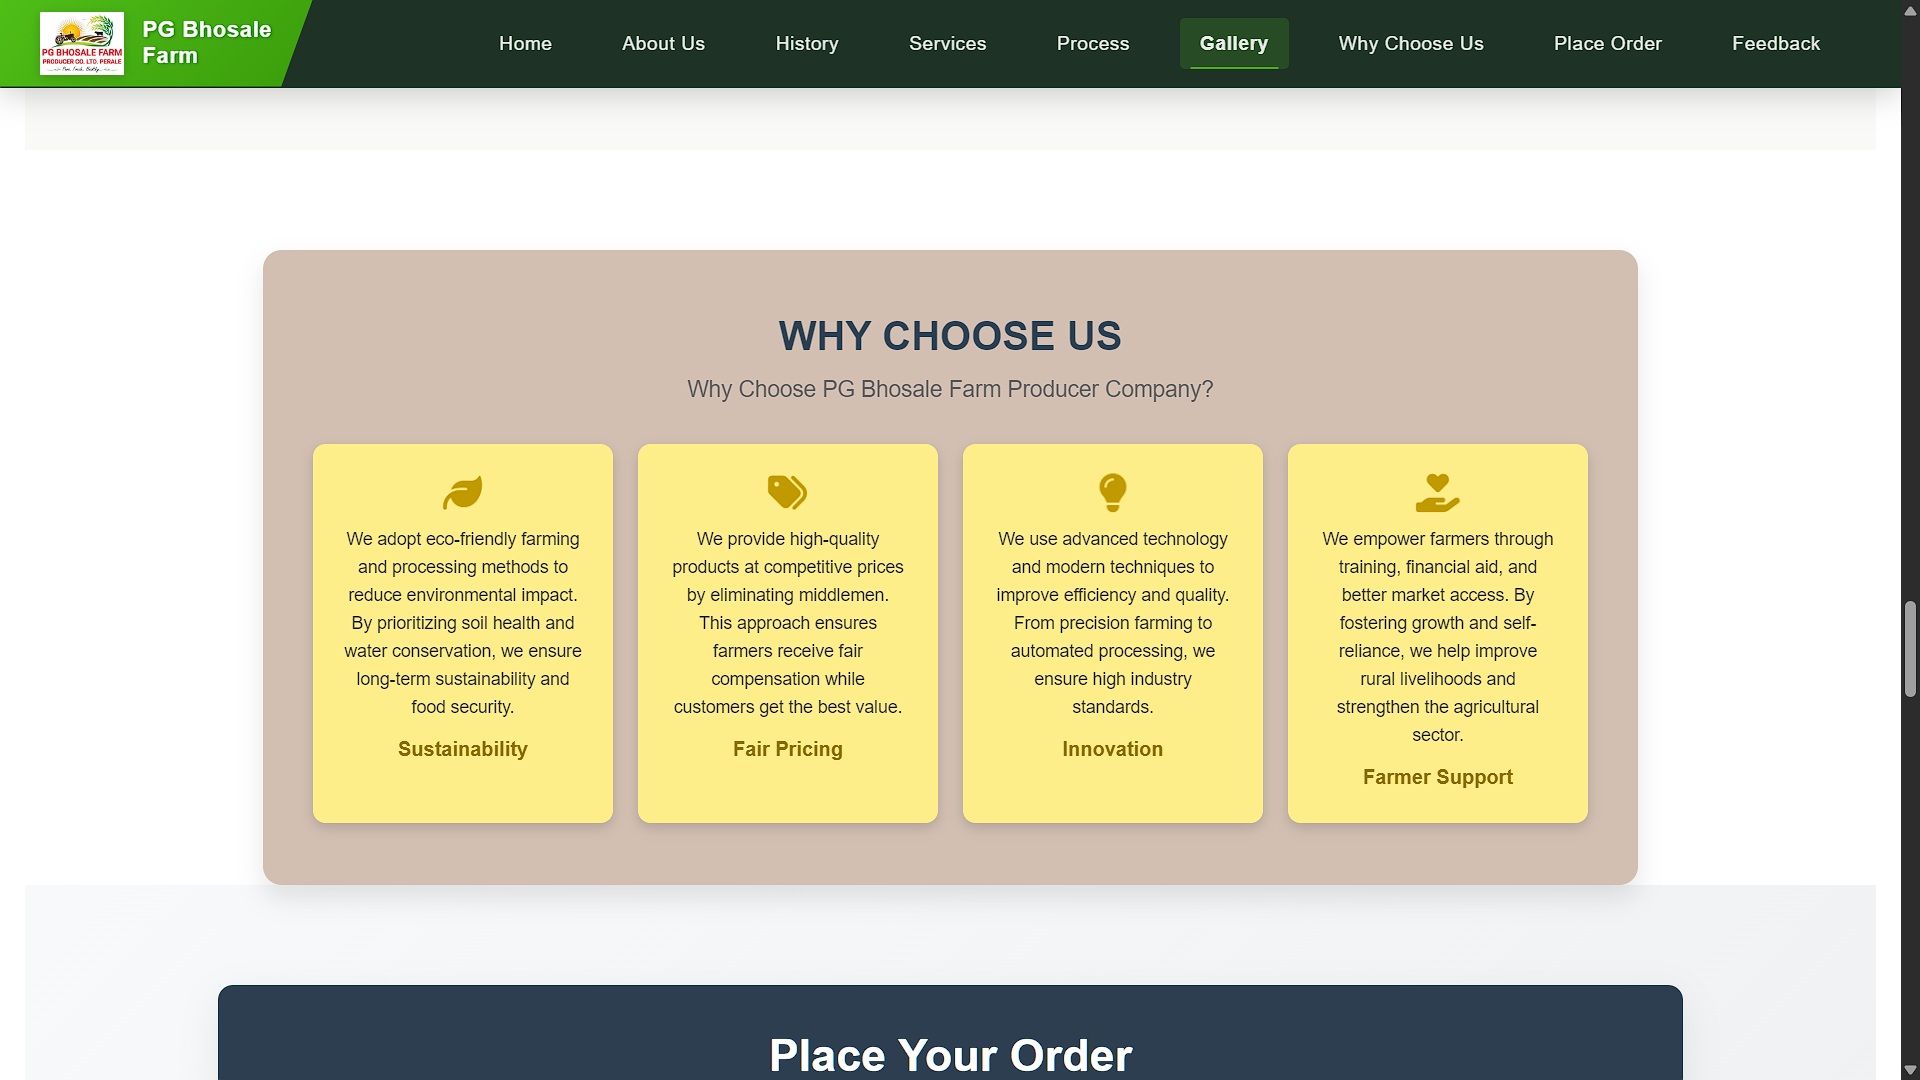 PG BHOSALE FARM
PRODUCER CO. LTD. PERALE
PG Bhosale
Farm
Home
About Us
History
Services
Process
Gallery
Why Choose Us
Place Order
Feedback
WHY CHOOSE US
Why Choose PG Bhosale Farm Producer Company?
We adopt eco-friendly farming
and processing methods to
reduce environmental impact.
By prioritizing soil health and
water conservation, we ensure
long-term sustainability and
food security.
Sustainability
We provide high-quality
products at competitive prices
by eliminating middlemen.
This approach ensures
farmers receive fair
compensation while
customers get the best value.
Fair Pricing
We use advanced technology
and modern techniques to
improve efficiency and quality.
From precision farming to
automated processing, we
ensure high industry
standards.
Innovation
We empower farmers through
training, financial aid, and
better market access. By
fostering growth and self-
reliance, we help improve
rural livelihoods and
strengthen the agricultural
sector.
Farmer Support
Place Your Order